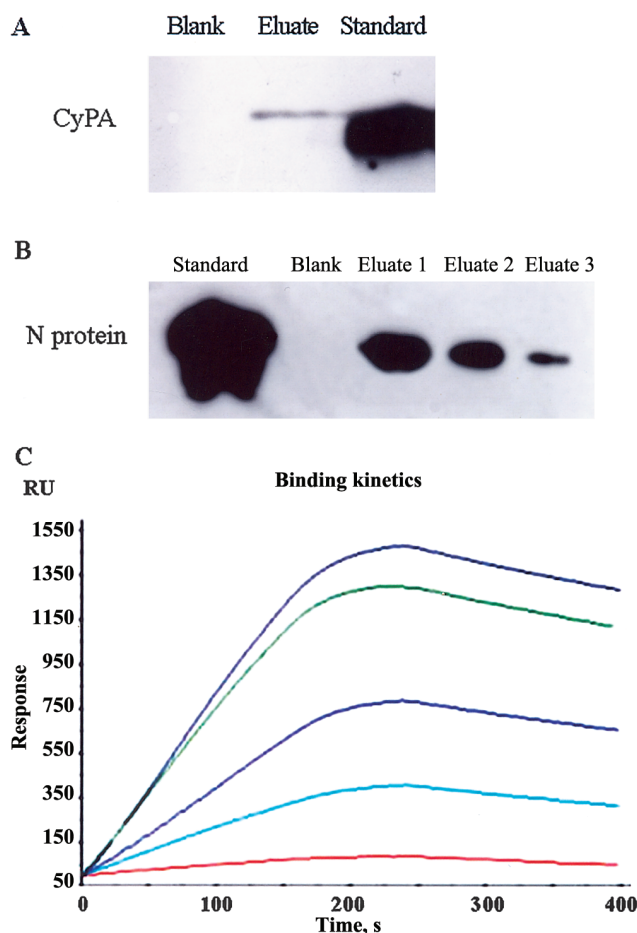 A
Blank Eluate Standard
CyPA
B
Standard Blank Eluate 1 Eluate 2 Eluate 3
N protein
C
RU
Binding kinetics
1550
1350
1150
950
750
550
350
150
50
Response
0 100 200 300 400
Time, s